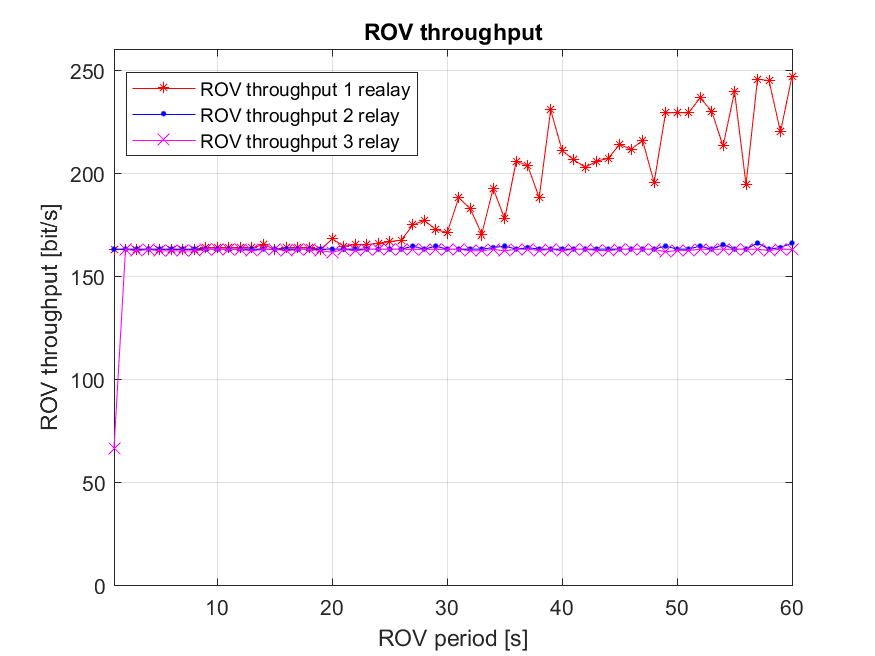 ROV throughput
250
200
150
100
50
0
ROV throughput 1 realay
ROV throughput 2 relay
ROV throughput 3 relay
ROV throughput [bit/s]
10 20 30 40 50 60
ROV period [s]